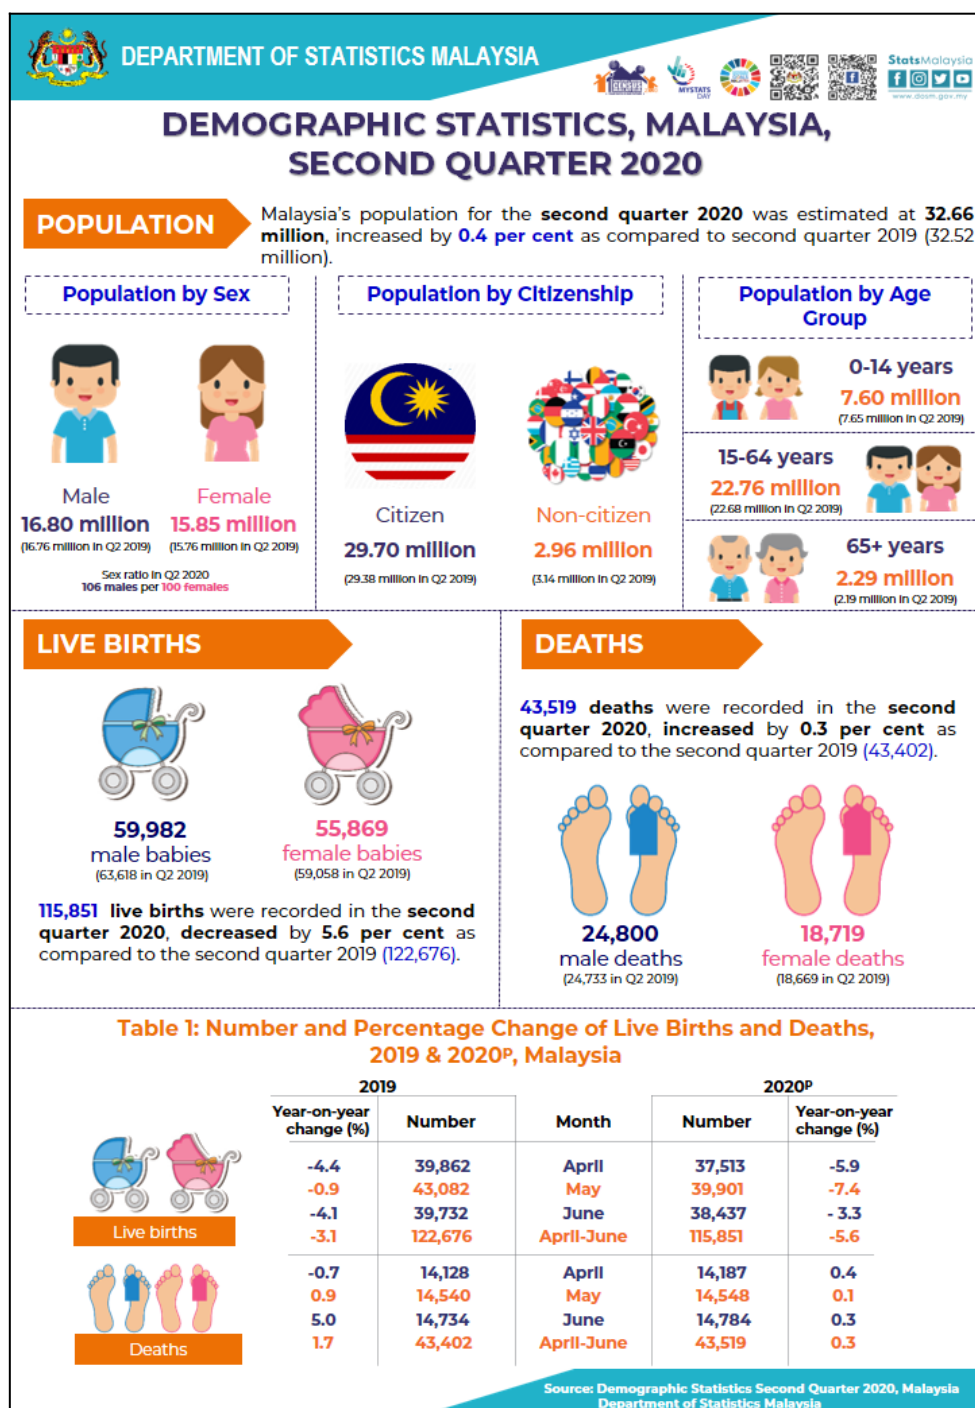 DEPARTMENT OF STATISTICS MALAYSIA
CENSUS
MYSTATS
DAY
StatsMalaysia
www.dosm.gov.my
DEMOGRAPHIC STATISTICS, MALAYSIA,
SECOND QUARTER 2020
POPULATION
Malaysia's population for the second quarter 2020 was estimated at 32.66
million, increased by 0.4 per cent as compared to second quarter 2019 (32.52
million).
Population by Sex
Male
16.80 million
(16.76 million in Q2 2019)
Female
15.85 million
(15.76 million in Q2 2019)
Sex ratio in Q2 2020
106 males per 100 females
Population by Citizenship
Citizen
29.70 million
(29.38 million in Q2 2019)
Non-citizen
2.96 million
(3.14 million in Q2 2019)
Population by Age
Group
0-14 years
7.60 million
(7.65 million in Q2 2019)
15-64 years
22.76 million
(22.68 million in Q2 2019)
65+ years
2.29 million
(2.19 million in Q2 2019)
LIVE BIRTHS
59,982
male babies
(63,618 in Q2 2019)
55,869
female babies
(59,058 in Q2 2019)
115,851 live births were recorded in the second
quarter 2020, decreased by 5.6 per cent as
compared to the second quarter 2019 (122,676).
DEATHS
43,519 deaths were recorded in the second
quarter 2020, increased by 0.3 per cent as
compared to the second quarter 2019 (43,402).
24,800
male deaths
(24,733 in Q2 2019)
18,719
female deaths
(18,669 in Q2 2019)
Table 1: Number and Percentage Change of Live Births and Deaths,
2019 & 2020ᴾ, Malaysia
2019 2020ᴾ
Year-on-year change (%) Number Month Number Year-on-year change (%)
Live births
-4.4 39,862 April 37,513 -5.9
-0.9 43,082 May 39,901 -7.4
-4.1 39,732 June 38,437 - 3.3
-3.1 122,676 April-June 115,851 -5.6
Deaths
-0.7 14,128 April 14,187 0.4
0.9 14,540 May 14,548 0.1
5.0 14,734 June 14,784 0.3
1.7 43,402 April-June 43,519 0.3
Source: Demographic Statistics Second Quarter 2020, Malaysia
Department of Statistics Malaysia